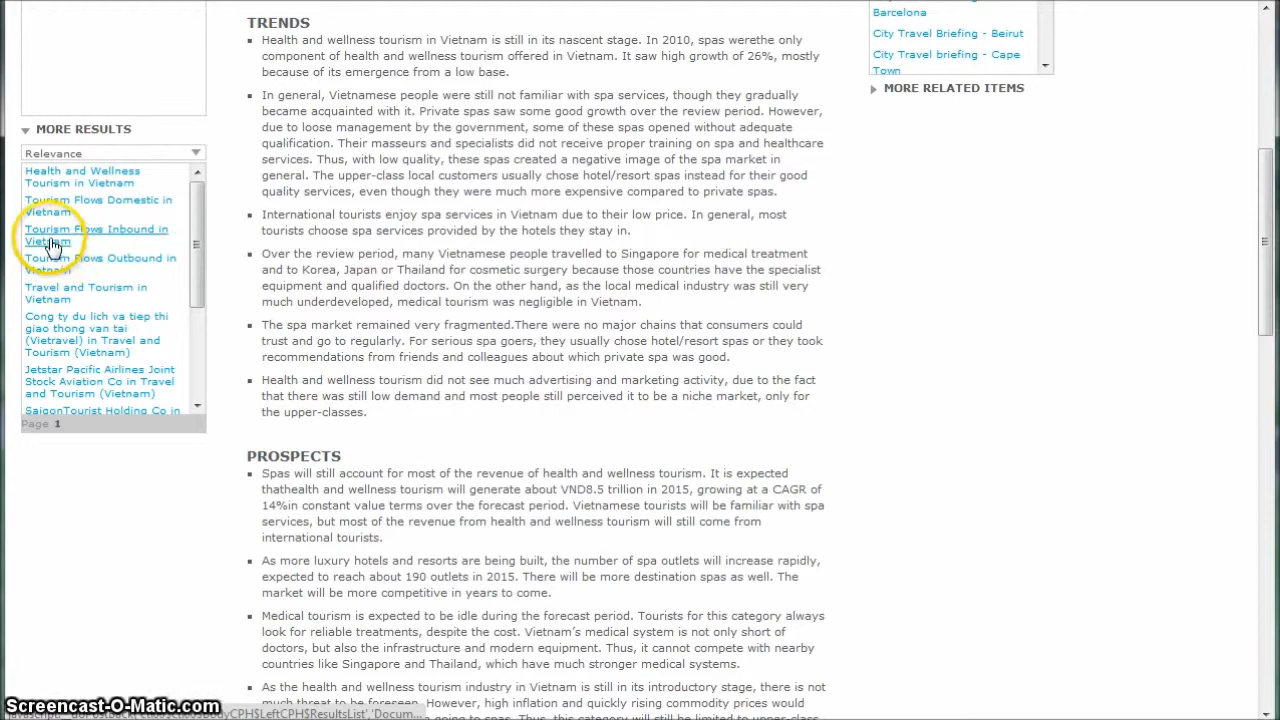 TRENDS
Health and wellness tourism in Vietnam is still in its nascent stage. In 2010, spas werethe only
component of health and wellness tourism offered in Vietnam. It saw high growth of 26%, mostly
because of its emergence from a low base.
In general, Vietnamese people were still not familiar with spa services, though they gradually
became acquainted with it. Private spas saw some good growth over the review period. However,
due to loose management by the government, some of these spas opened without adequate
qualification. Their masseurs and specialists did not receive proper training on spa and healthcare
services. Thus, with low quality, these spas created a negative image of the spa market in
general. The upper-class local customers usually chose hotel/resort spas instead for their good
quality services, even though they were much more expensive compared to private spas.
International tourists enjoy spa services in Vietnam due to their low price. In general, most
tourists choose spa services provided by the hotels they stay in.
Over the review period, many Vietnamese people travelled to Singapore for medical treatment
and to Korea, Japan or Thailand for cosmetic surgery because those countries have the specialist
equipment and qualified doctors. On the other hand, as the local medical industry was still very
much underdeveloped, medical tourism was negligible in Vietnam.
The spa market remained very fragmented.There were no major chains that consumers could
trust and go to regularly. For serious spa goers, they usually chose hotel/resort spas or they took
recommendations from friends and colleagues about which private spa was good.
Health and wellness tourism did not see much advertising and marketing activity, due to the fact
that there was still low demand and most people still perceived it to be a niche market, only for
the upper-classes.
PROSPECTS
Spas will still account for most of the revenue of health and wellness tourism. It is expected
thathealth and wellness tourism will generate about VND8.5 trillion in 2015, growing at a CAGR of
14%in constant value terms over the forecast period. Vietnamese tourists will be familiar with spa
services, but most of the revenue from health and wellness tourism will still come from
international tourists.
As more luxury hotels and resorts are being built, the number of spa outlets will increase rapidly,
expected to reach about 190 outlets in 2015. There will be more destination spas as well. The
market will be more competitive in years to come.
Medical tourism is expected to be idle during the forecast period. Tourists for this category always
look for reliable treatments, despite the cost. Vietnam's medical system is not only short of
doctors, but also the infrastructure and modern equipment. Thus, it cannot compete with nearby
countries like Singapore and Thailand, which have much stronger medical systems.
As the health and wellness tourism industry in Vietnam is still in its introductory stage, there is not
much threat to be foreseen. However, high inflation and quickly rising commodity prices would
going to spas. Thus, this category will still be limited to upper-class
MORE RESULTS
Relevance
Health and Wellness
Tourism in Vietnam
Tourism Flows Domestic in
Vietnam
Tourism Flows Inbound in
Vietnam
Tourism Flows Outbound in
Vietnam
Travel and Tourism in
Vietnam
Cong ty du lich va tiep thi
giao thong van tai
(Vietravel) in Travel and
Tourism (Vietnam)
Jetstar Pacific Airlines Joint
Stock Aviation Co in Travel
and Tourism (Vietnam)
SaigonTourist Holding Co in
Page 1
Barcelona
City Travel Briefing - Beirut
City Travel briefing - Cape
Town
MORE RELATED ITEMS
Screencast-O-Matic.com